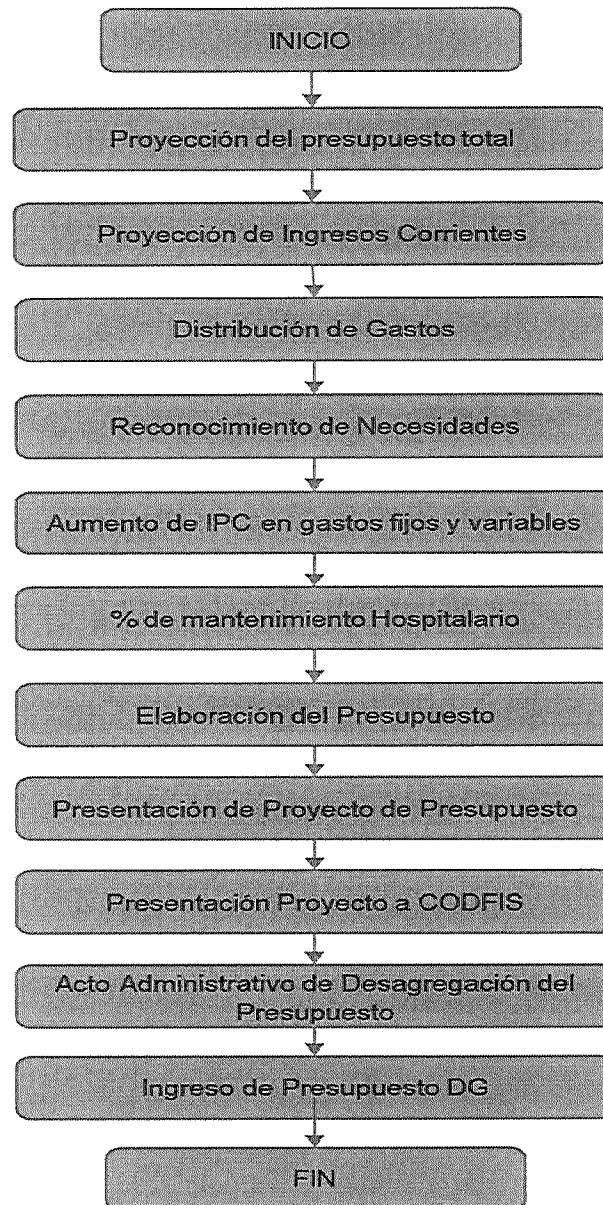 INICIO
Proyección del presupuesto total
Proyección de Ingresos Corrientes
Distribución de Gastos
Reconocimiento de Necesidades
Aumento de IPC en gastos fijos y variables
% de mantenimiento Hospitalario
Elaboración del Presupuesto
Presentación de Proyecto de Presupuesto
Presentación Proyecto a CODFIS
Acto Administrativo de Desagregación del
Presupuesto
Ingreso de Presupuesto DG
FIN